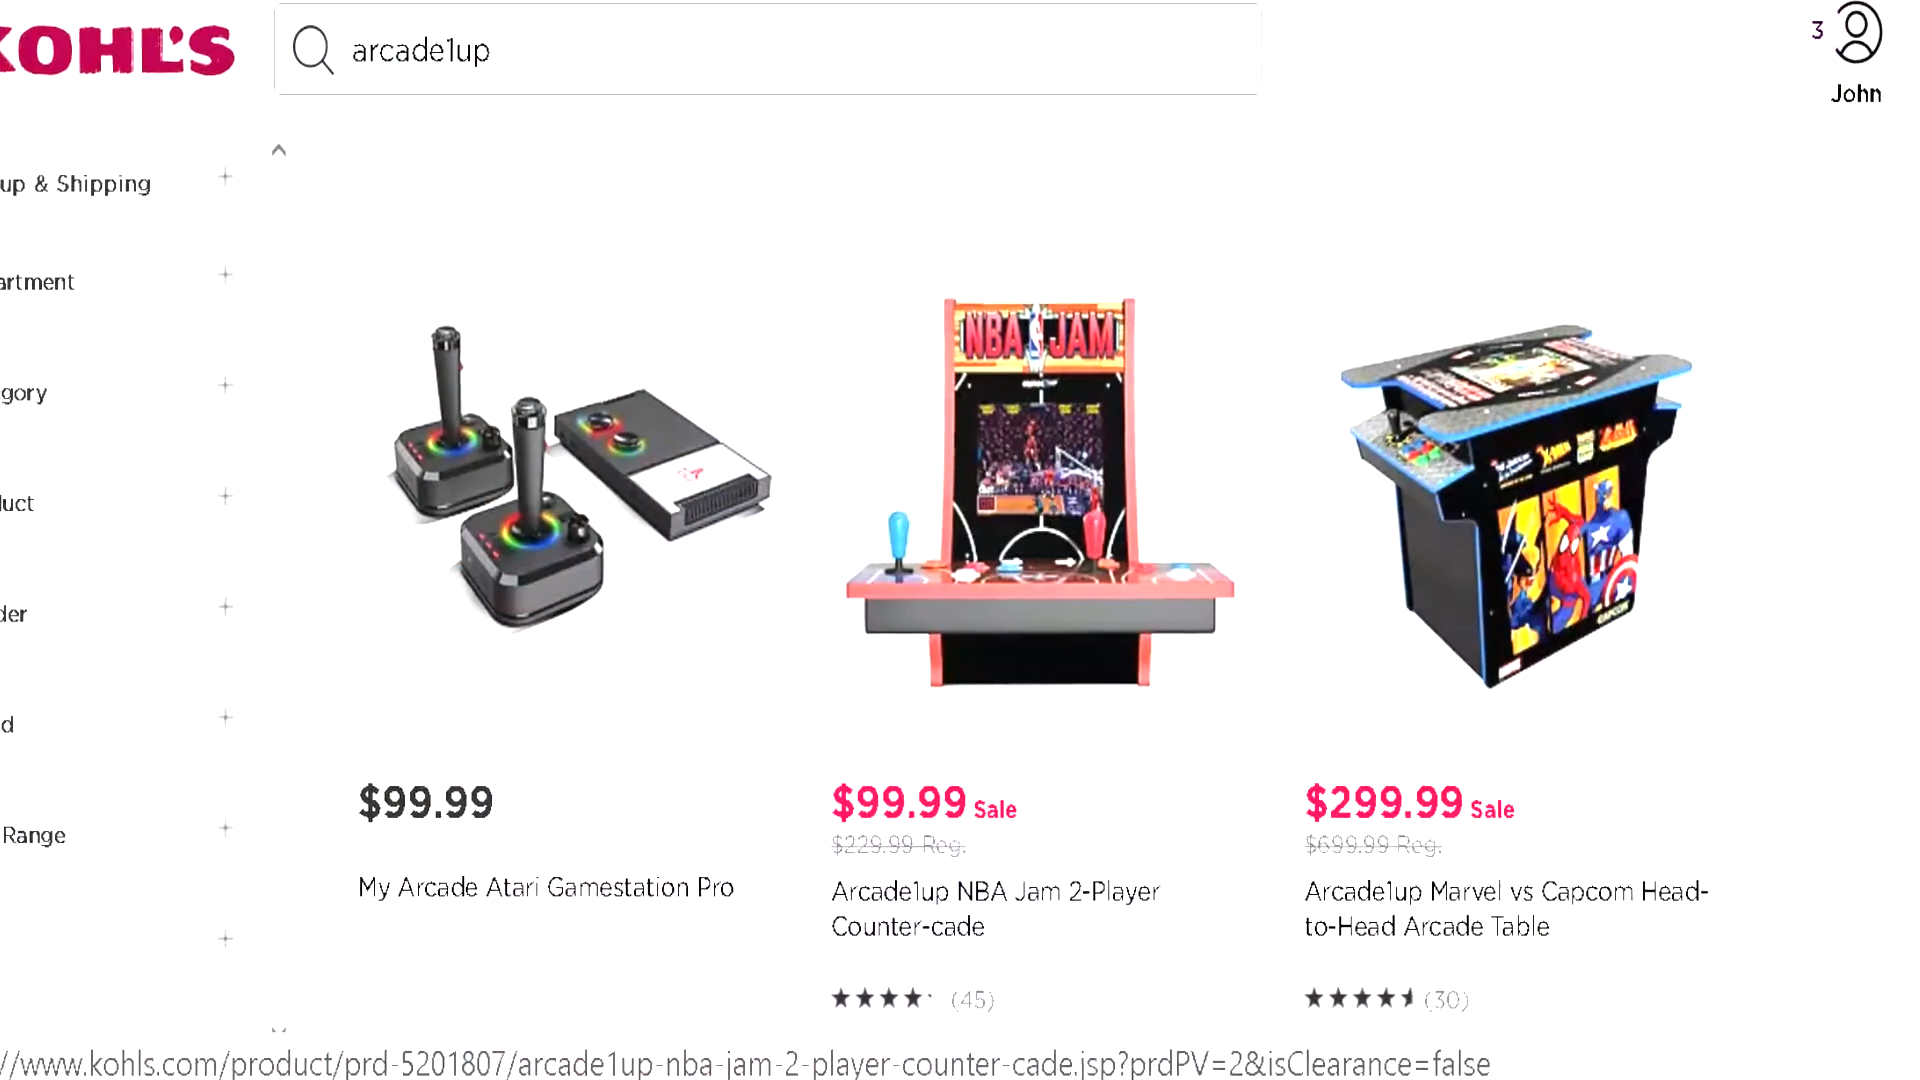 KOHL'S
arcade1up
3
John
up & Shipping
artment
gory
duct
der
d
Range
NBA JAM
$99.99
My Arcade Atari Gamestation Pro
$99.99 Sale
$229.99 Reg.
Arcade1up NBA Jam 2-Player
Counter-cade
(45)
$299.99 Sale
$699.99 Reg.
Arcade1up Marvel vs Capcom Head-
to-Head Arcade Table
(30)
X-MEN
CAPCOM
//www.kohls.com/product/prd-5201807/arcade1up-nba-jam-2-player-counter-cade.jsp?prdPV=2&isClearance=false